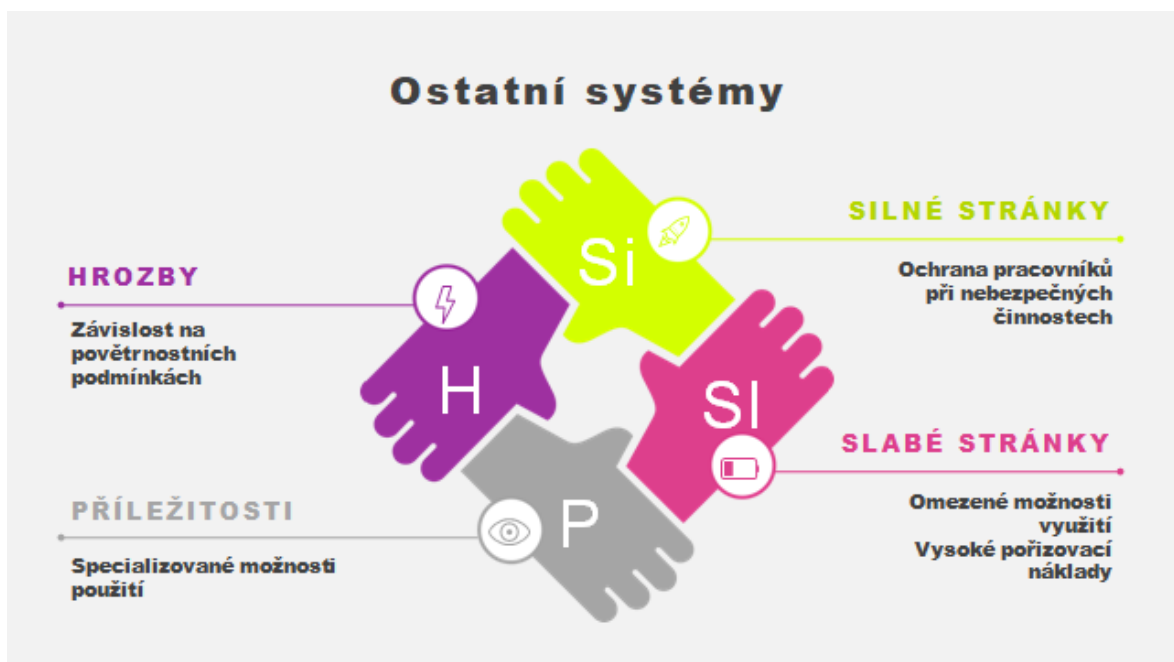 Ostatní systémy
SILNÉ STRÁNKY
Ochrana pracovníků
při nebezpečných
činnostech
HROZBY
Závislost na
povětrnostních
podmínkách
Si
H
Sl
P
SLABÉ STRÁNKY
Omezené možnosti
využití
Vysoké pořizovací
náklady
PŘÍLEŽITOSTI
Specializované možnosti
použití